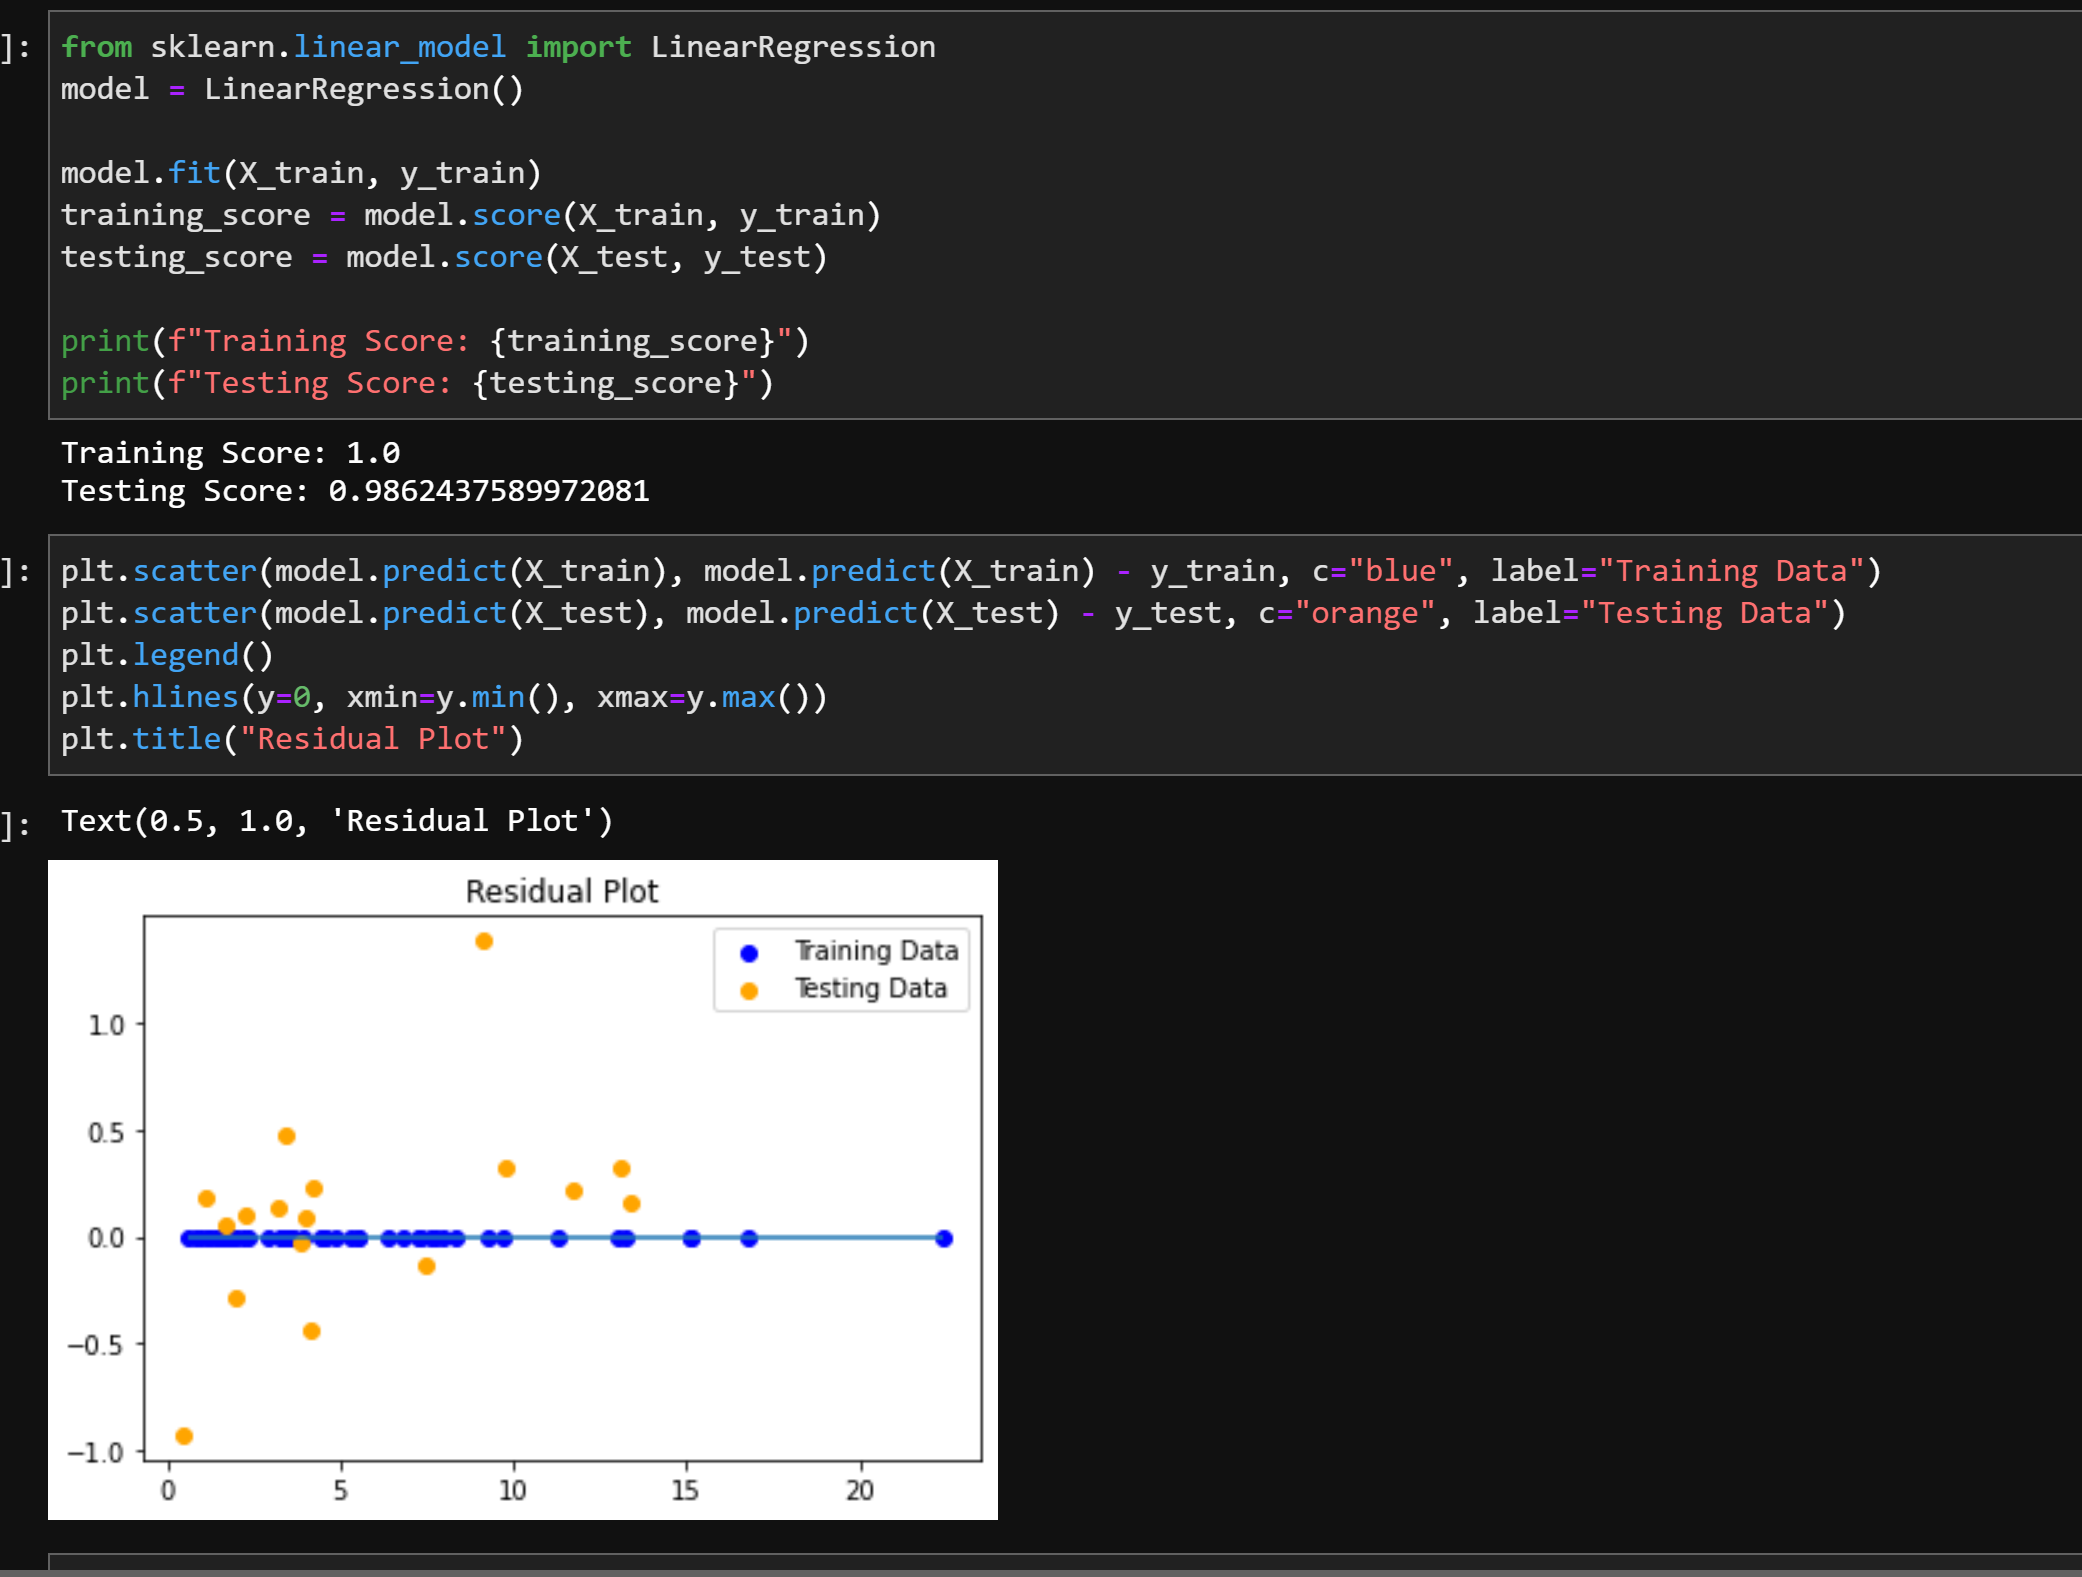 ]: from sklearn.linear_model import LinearRegression
model = LinearRegression()
model.fit(X_train, y_train)
training_score = model.score(X_train, y_train)
testing_score = model.score(X_test, y_test)
print(f"Training Score: {training_score}")
print(f"Testing Score: {testing_score}")
Training Score: 1.0
Testing Score: 0.9862437589972081
]: plt.scatter(model.predict(X_train), model.predict(X_train) - y_train, c="blue", label="Training Data")
plt.scatter(model.predict(X_test), model.predict(X_test) - y_test, c="orange", label="Testing Data")
plt.legend()
plt.hlines(y=0, xmin=y.min(), xmax=y.max())
plt.title("Residual Plot")
]: Text(0.5, 1.0, 'Residual Plot')
Residual Plot
Training Data
Testing Data
1.0
0.5
0.0
−0.5
−1.0
0 5 10 15 20